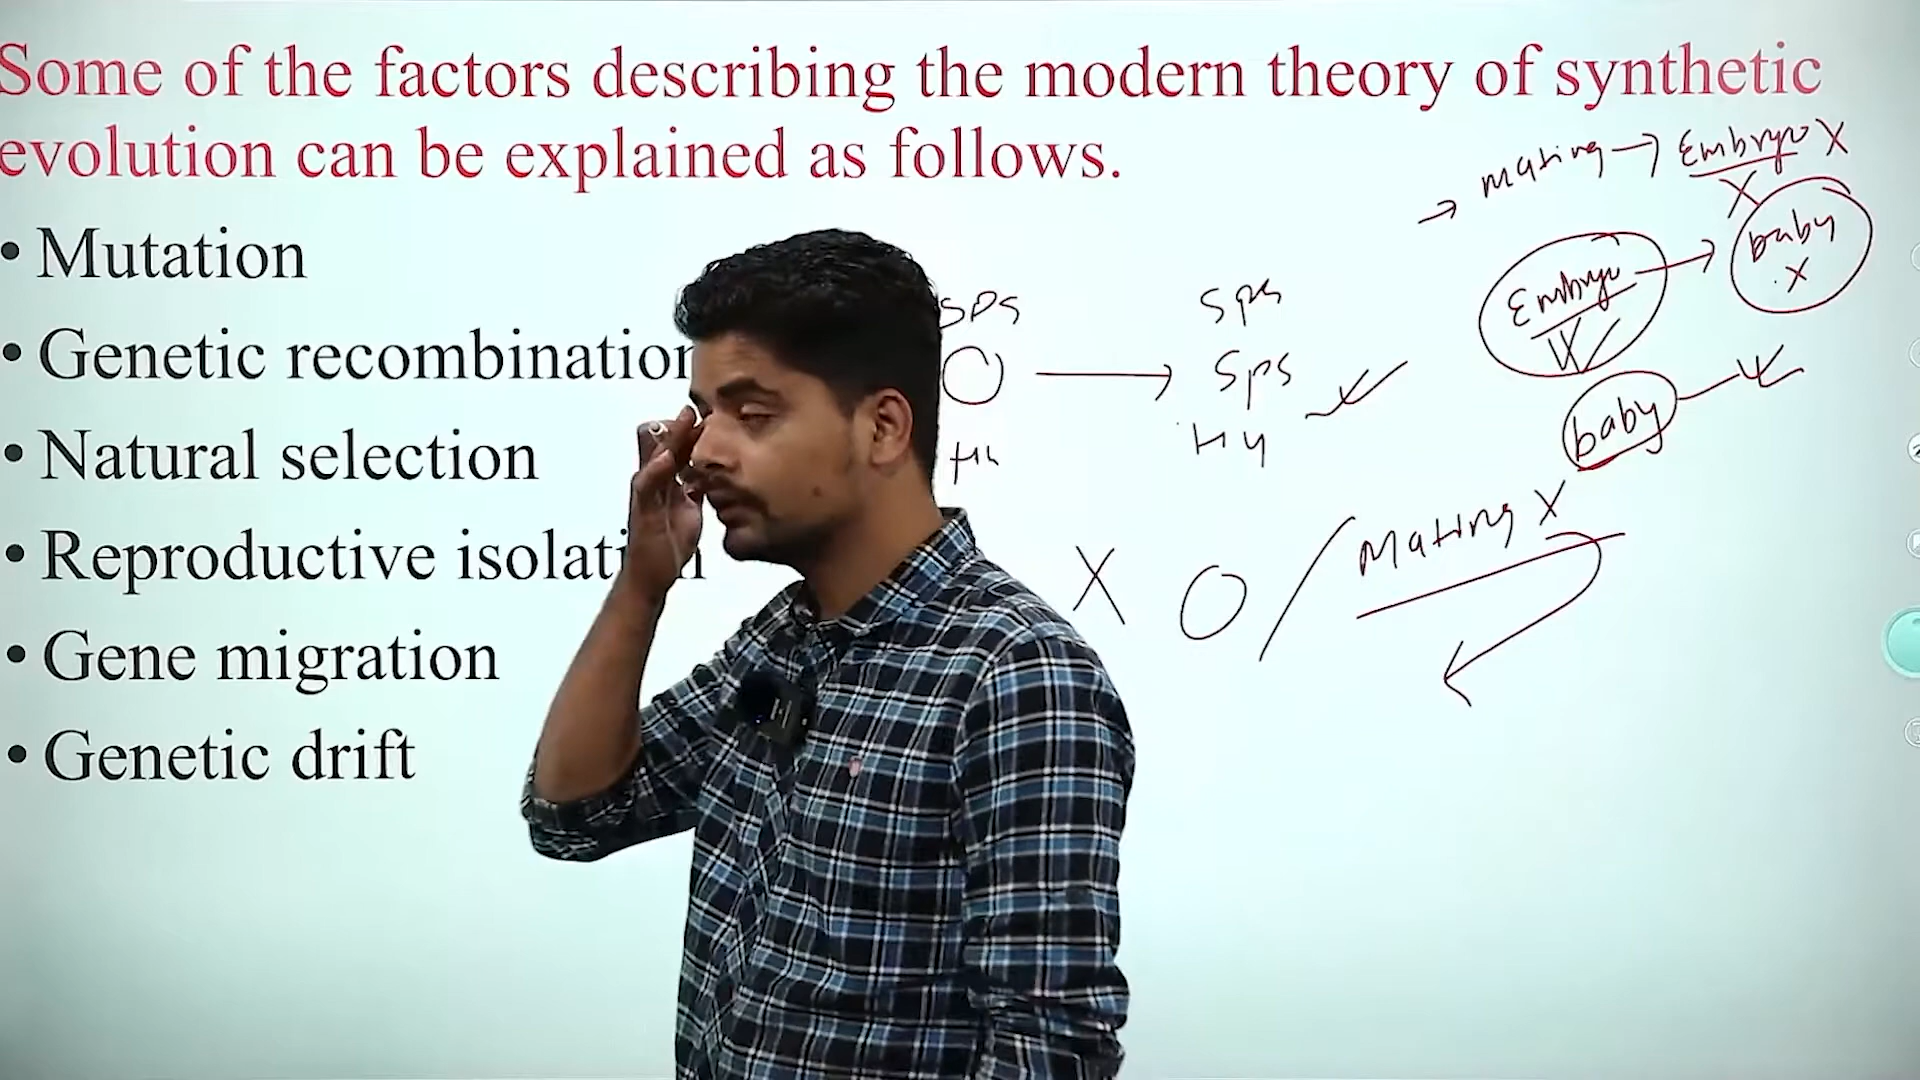 Some of the factors describing the modern theory of synthetic
evolution can be explained as follows.
• Mutation
• Genetic recombination
• Natural selection
• Reproductive isolation
• Gene migration
• Genetic drift
→ Mating → Embryo X
X
Embryo → baby
X
baby
Sps
Sps
Sps
Mating X
X O